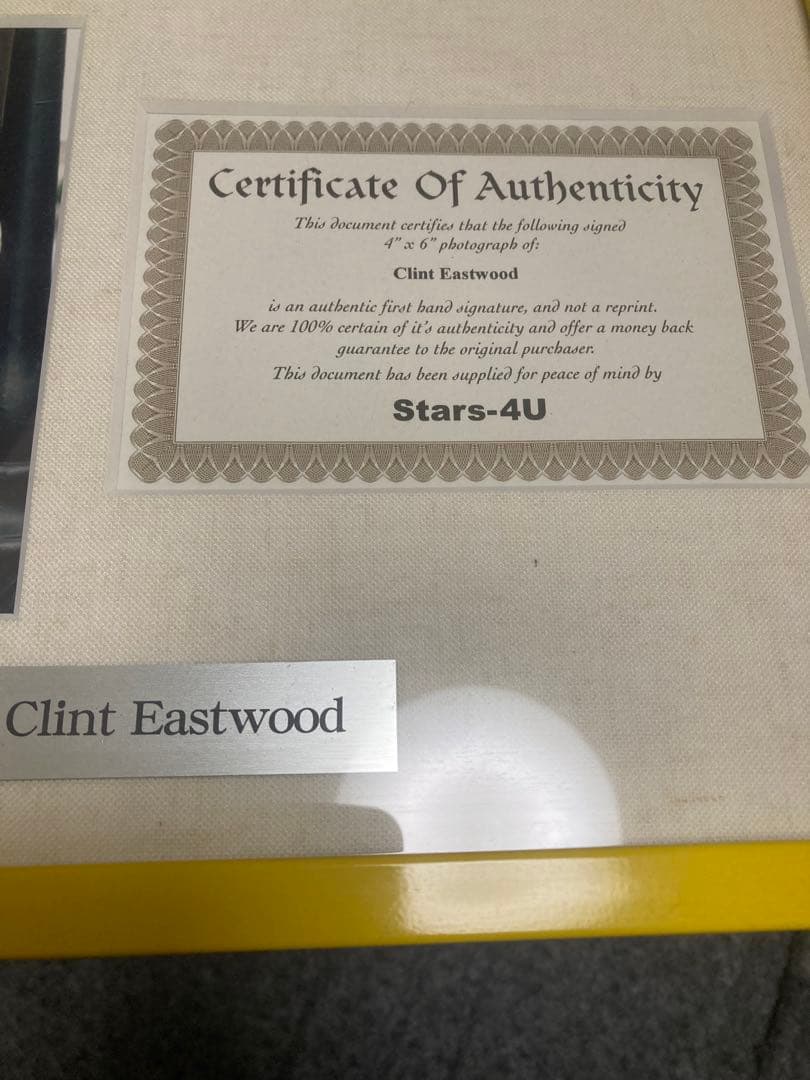 Certificate Of Authenticity
This document certifies that the following signed
4" x 6" photograph of:
Clint Eastwood
is an authentic first hand signature, and not a reprint.
We are 100% certain of it's authenticity and offer a money back
guarantee to the original purchaser.
This document has been supplied for peace of mind by
Stars-4U
Clint Eastwood